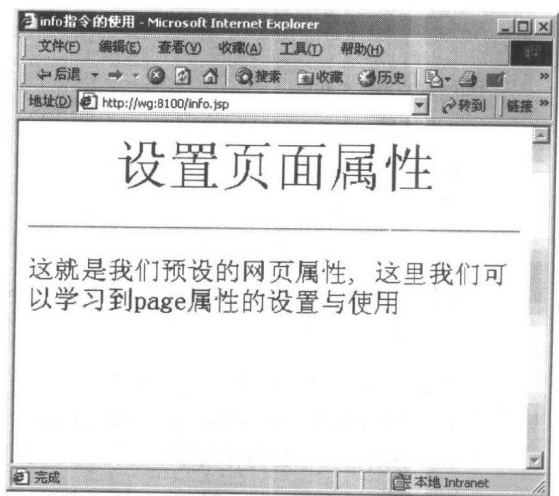 info指令的使用 - Microsoft Internet Explorer
文件(F) 编辑(E) 查看(V) 收藏(A) 工具(T) 帮助(H)
后退 搜索 收藏 历史 »
地址(D) http://wg:8100/info.jsp 转到 链接 »
设置页面属性
这就是我们预设的网页属性, 这里我们可
以学习到page属性的设置与使用
完成 本地 Intranet